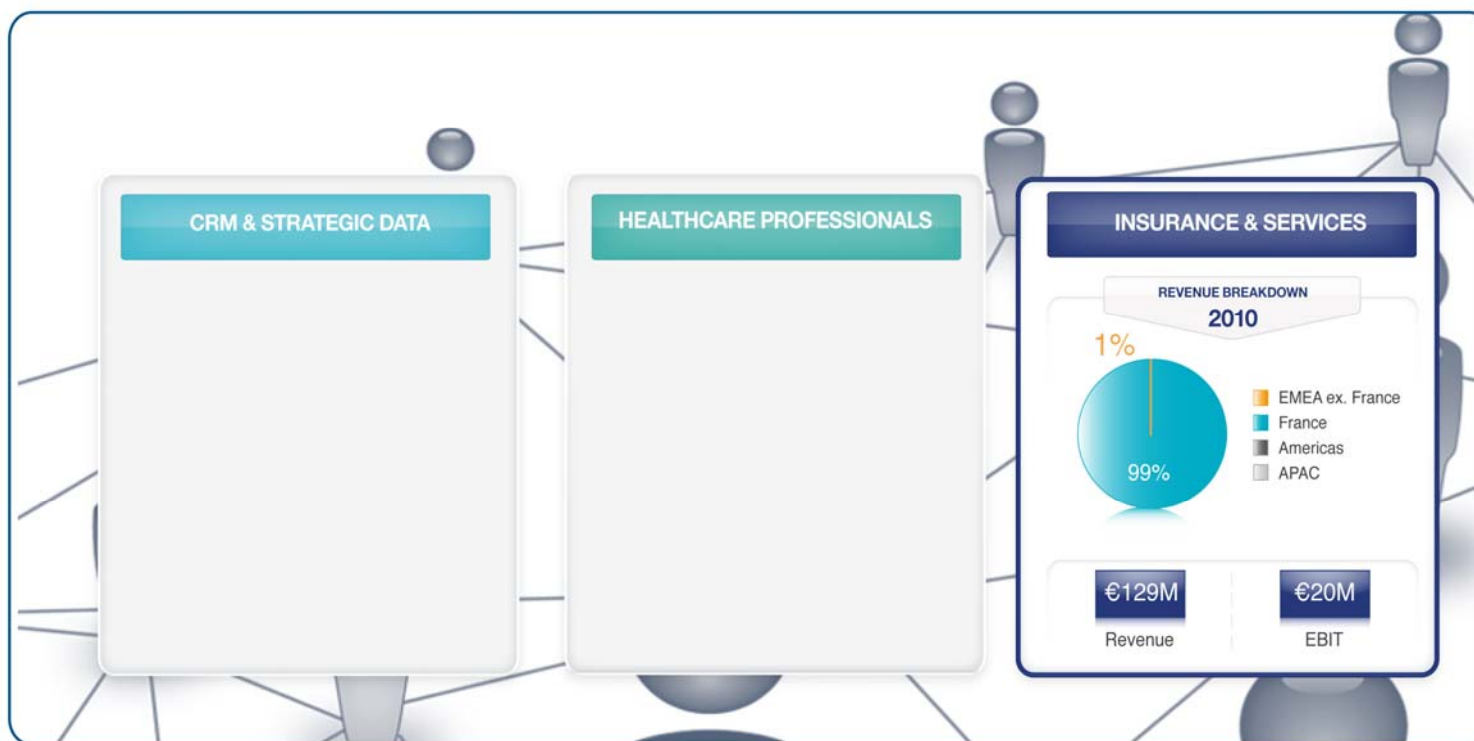 CRM & STRATEGIC DATA
HEALTHCARE PROFESSIONALS
INSURANCE & SERVICES
REVENUE BREAKDOWN
2010
1%
99%
EMEA ex. France
France
Americas
APAC
€129M
Revenue
€20M
EBIT